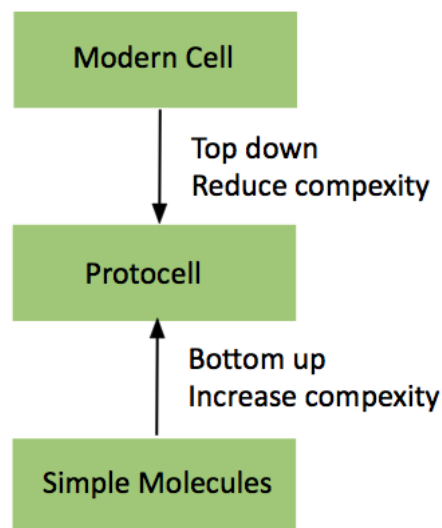 Modern Cell
Top down
Reduce compexity
Protocell
Bottom up
Increase compexity
Simple Molecules